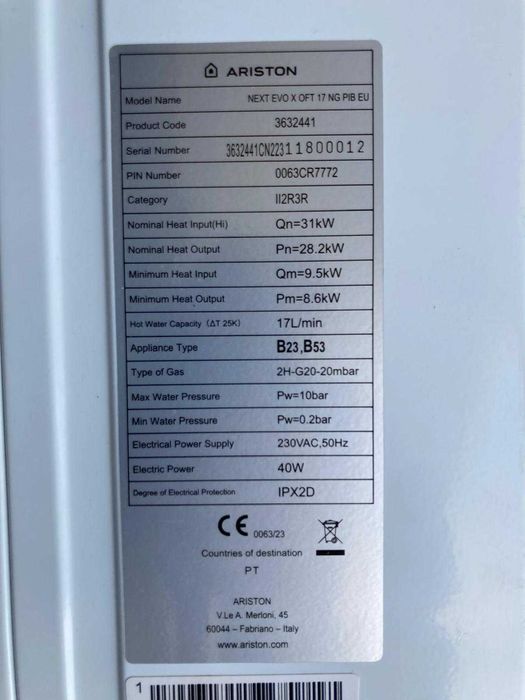 ARISTON
Model Name NEXT EVO X OFT 17 NG PIB EU
Product Code 3632441
Serial Number 3632441CN22311800012
PIN Number 0063CR7772
Category II2R3R
Nominal Heat Input(Hi) Qn=31kW
Nominal Heat Output Pn=28.2kW
Minimum Heat Input Qm=9.5kW
Minimum Heat Output Pm=8.6kW
Hot Water Capacity (ΔT 25K) 17L/min
Appliance Type B23,B53
Type of Gas 2H-G20-20mbar
Max Water Pressure Pw=10bar
Min Water Pressure Pw=0.2bar
Electrical Power Supply 230VAC,50Hz
Electric Power 40W
Degree of Electrical Protection IPX2D
CE 0063/23
Countries of destination
PT
ARISTON
V.Le A. Merloni, 45
60044 – Fabriano – Italy
www.ariston.com
1